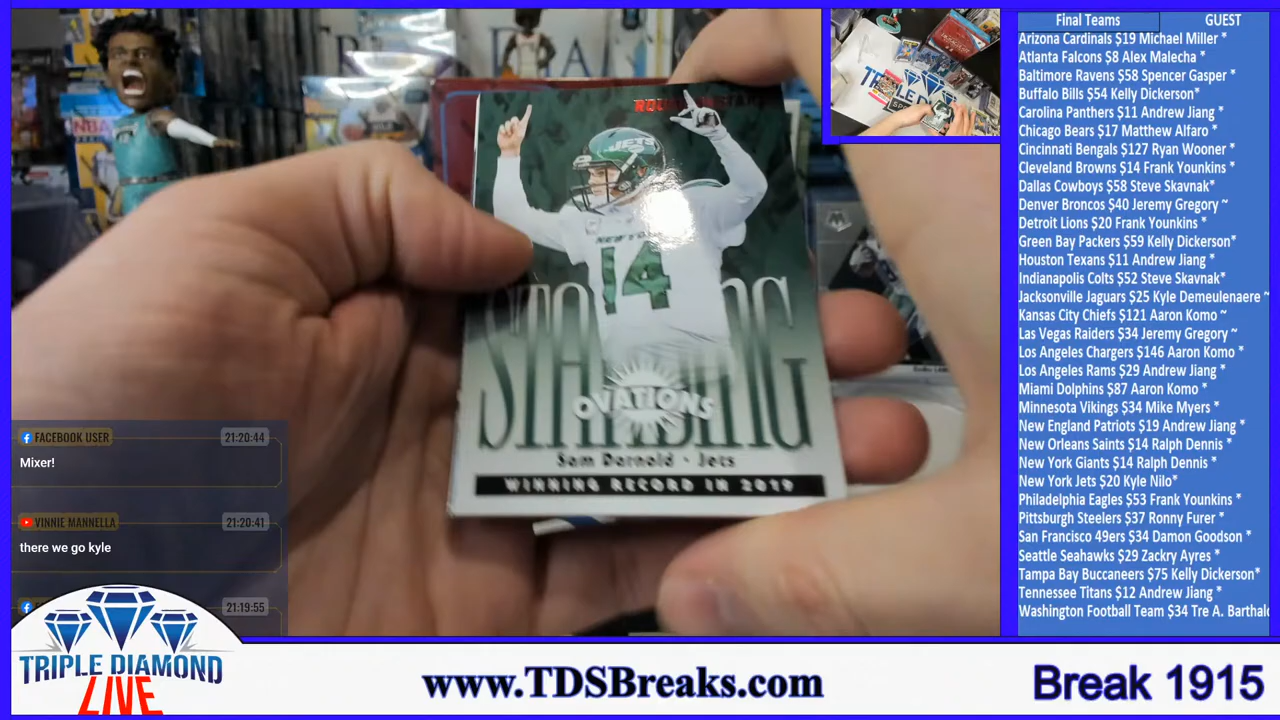 Final Teams GUEST
Arizona Cardinals $19 Michael Miller *
Atlanta Falcons $8 Alex Malecha *
Baltimore Ravens $58 Spencer Gasper *
Buffalo Bills $54 Kelly Dickerson*
Carolina Panthers $11 Andrew Jiang *
Chicago Bears $17 Matthew Alfaro *
Cincinnati Bengals $127 Ryan Wooner *
Cleveland Browns $14 Frank Younkins *
Dallas Cowboys $58 Steve Skavnak*
Denver Broncos $40 Jeremy Gregory ~
Detroit Lions $20 Frank Younkins *
Green Bay Packers $59 Kelly Dickerson*
Houston Texans $11 Andrew Jiang *
Indianapolis Colts $52 Steve Skavnak*
Jacksonville Jaguars $25 Kyle Demeulenaere ~
Kansas City Chiefs $121 Aaron Komo ~
Las Vegas Raiders $34 Jeremy Gregory ~
Los Angeles Chargers $146 Aaron Komo *
Los Angeles Rams $29 Andrew Jiang *
Miami Dolphins $87 Aaron Komo *
Minnesota Vikings $34 Mike Myers *
New England Patriots $19 Andrew Jiang *
New Orleans Saints $14 Ralph Dennis *
New York Giants $14 Ralph Dennis *
New York Jets $20 Kyle Nilo*
Philadelphia Eagles $53 Frank Younkins *
Pittsburgh Steelers $37 Ronny Furer *
San Francisco 49ers $34 Damon Goodson *
Seattle Seahawks $29 Zackry Ayres *
Tampa Bay Buccaneers $75 Kelly Dickerson*
Tennessee Titans $12 Andrew Jiang *
Washington Football Team $34 Tre A. Barthalo
JETS
NEW YORK
14
STANDING
OVATIONS
Sam Darnold · Jets
WINNING RECORD IN 2019
FACEBOOK USER 21:20:44
Mixer!
VINNIE MANNELLA 21:20:41
there we go kyle
21:19:55
TRIPLE DIAMOND
LIVE
www.TDSBreaks.com
Break 1915